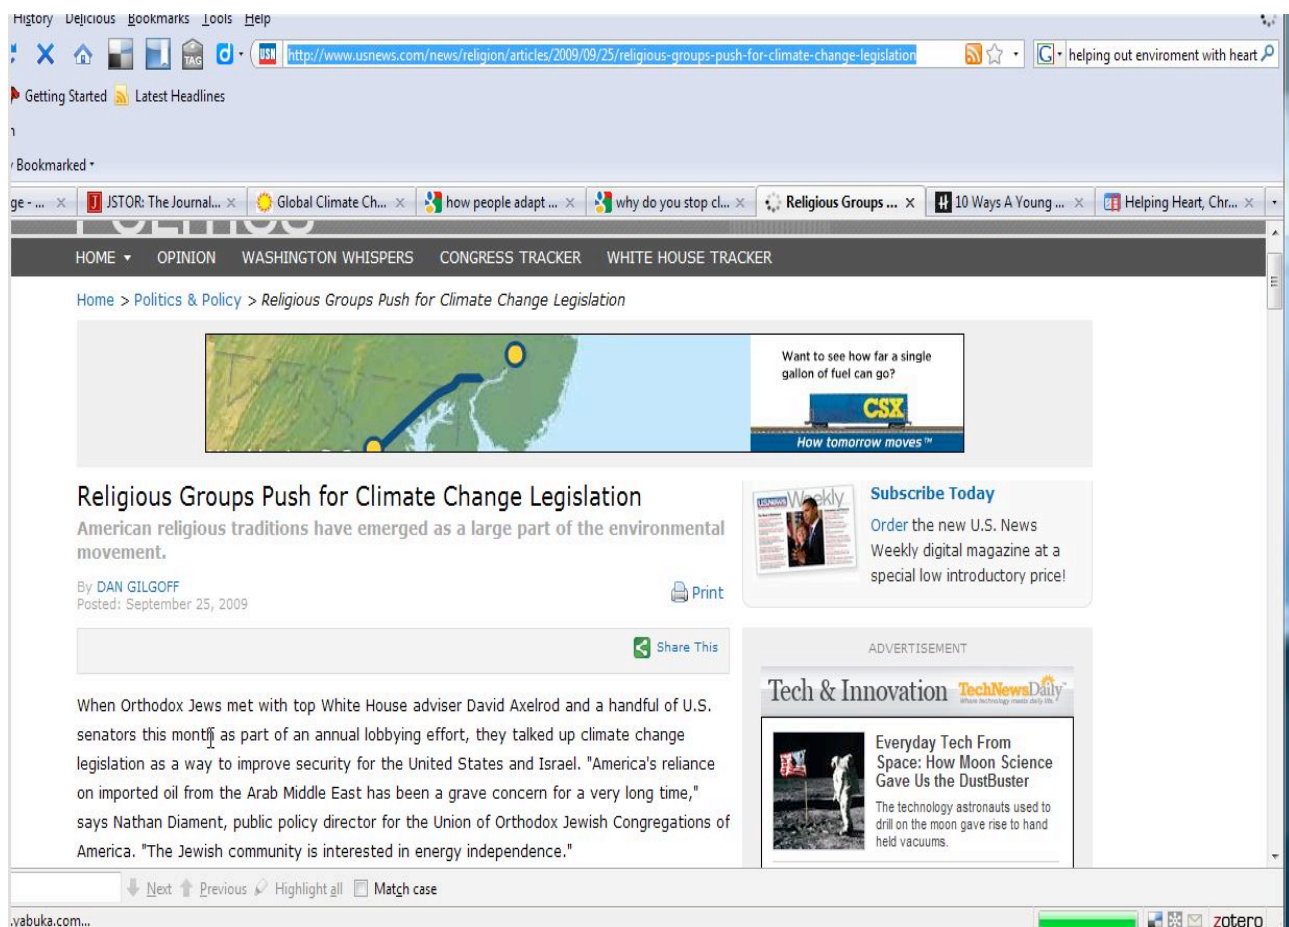 History Delicious Bookmarks Tools Help
TAG
USN http://www.usnews.com/news/religion/articles/2009/09/25/religious-groups-push-for-climate-change-legislation
G helping out enviroment with heart
Getting Started Latest Headlines
Bookmarked
ge - ... JSTOR: The Journal... Global Climate Ch... how people adapt ... why do you stop cl... Religious Groups ... 10 Ways A Young ... Helping Heart, Chr...
POLITICS
HOME OPINION WASHINGTON WHISPERS CONGRESS TRACKER WHITE HOUSE TRACKER
Home > Politics & Policy > Religious Groups Push for Climate Change Legislation
Want to see how far a single
gallon of fuel can go?
CSX
How tomorrow moves™
Religious Groups Push for Climate Change Legislation
American religious traditions have emerged as a large part of the environmental
movement.
By DAN GILGOFF
Posted: September 25, 2009
Print
Share This
When Orthodox Jews met with top White House adviser David Axelrod and a handful of U.S.
senators this month as part of an annual lobbying effort, they talked up climate change
legislation as a way to improve security for the United States and Israel. "America's reliance
on imported oil from the Arab Middle East has been a grave concern for a very long time,"
says Nathan Diament, public policy director for the Union of Orthodox Jewish Congregations of
America. "The Jewish community is interested in energy independence."
Weekly
Subscribe Today
Order the new U.S. News
Weekly digital magazine at a
special low introductory price!
ADVERTISEMENT
Tech & Innovation TechNewsDaily
Everyday Tech From
Space: How Moon Science
Gave Us the DustBuster
The technology astronauts used to
drill on the moon gave rise to hand
held vacuums.
Next Previous Highlight all Match case
.vabuka.com...
zotero